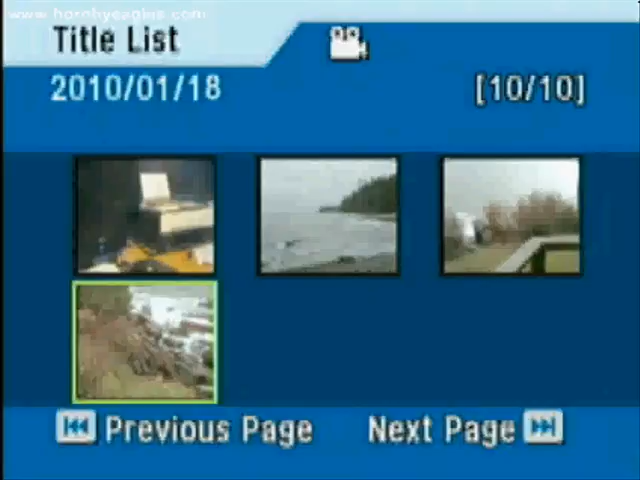 www.hornbyeagles.com
Title List
2010/01/18
[10/10]
Previous Page
Next Page